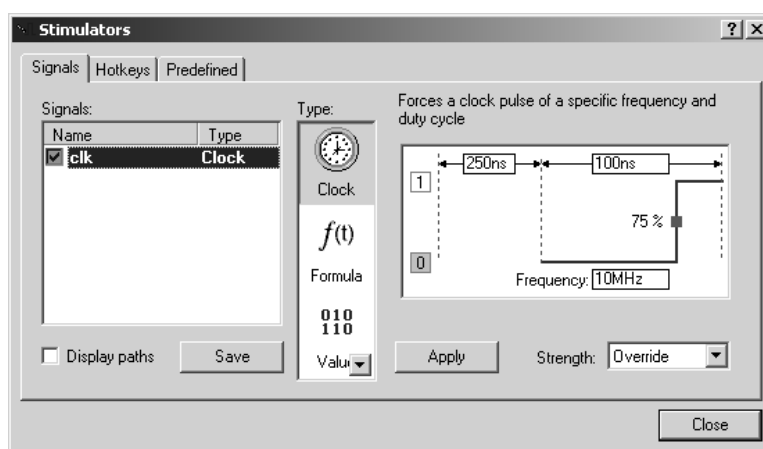 Stimulators
Signals Hotkeys Predefined
Signals:
Name Type
clk Clock
Display paths Save
Type:
Clock
f(t)
Formula
010
110
Valu
Forces a clock pulse of a specific frequency and
duty cycle
250ns 100ns
1
75 %
0
Frequency: 10MHz
Apply Strength: Override
Close